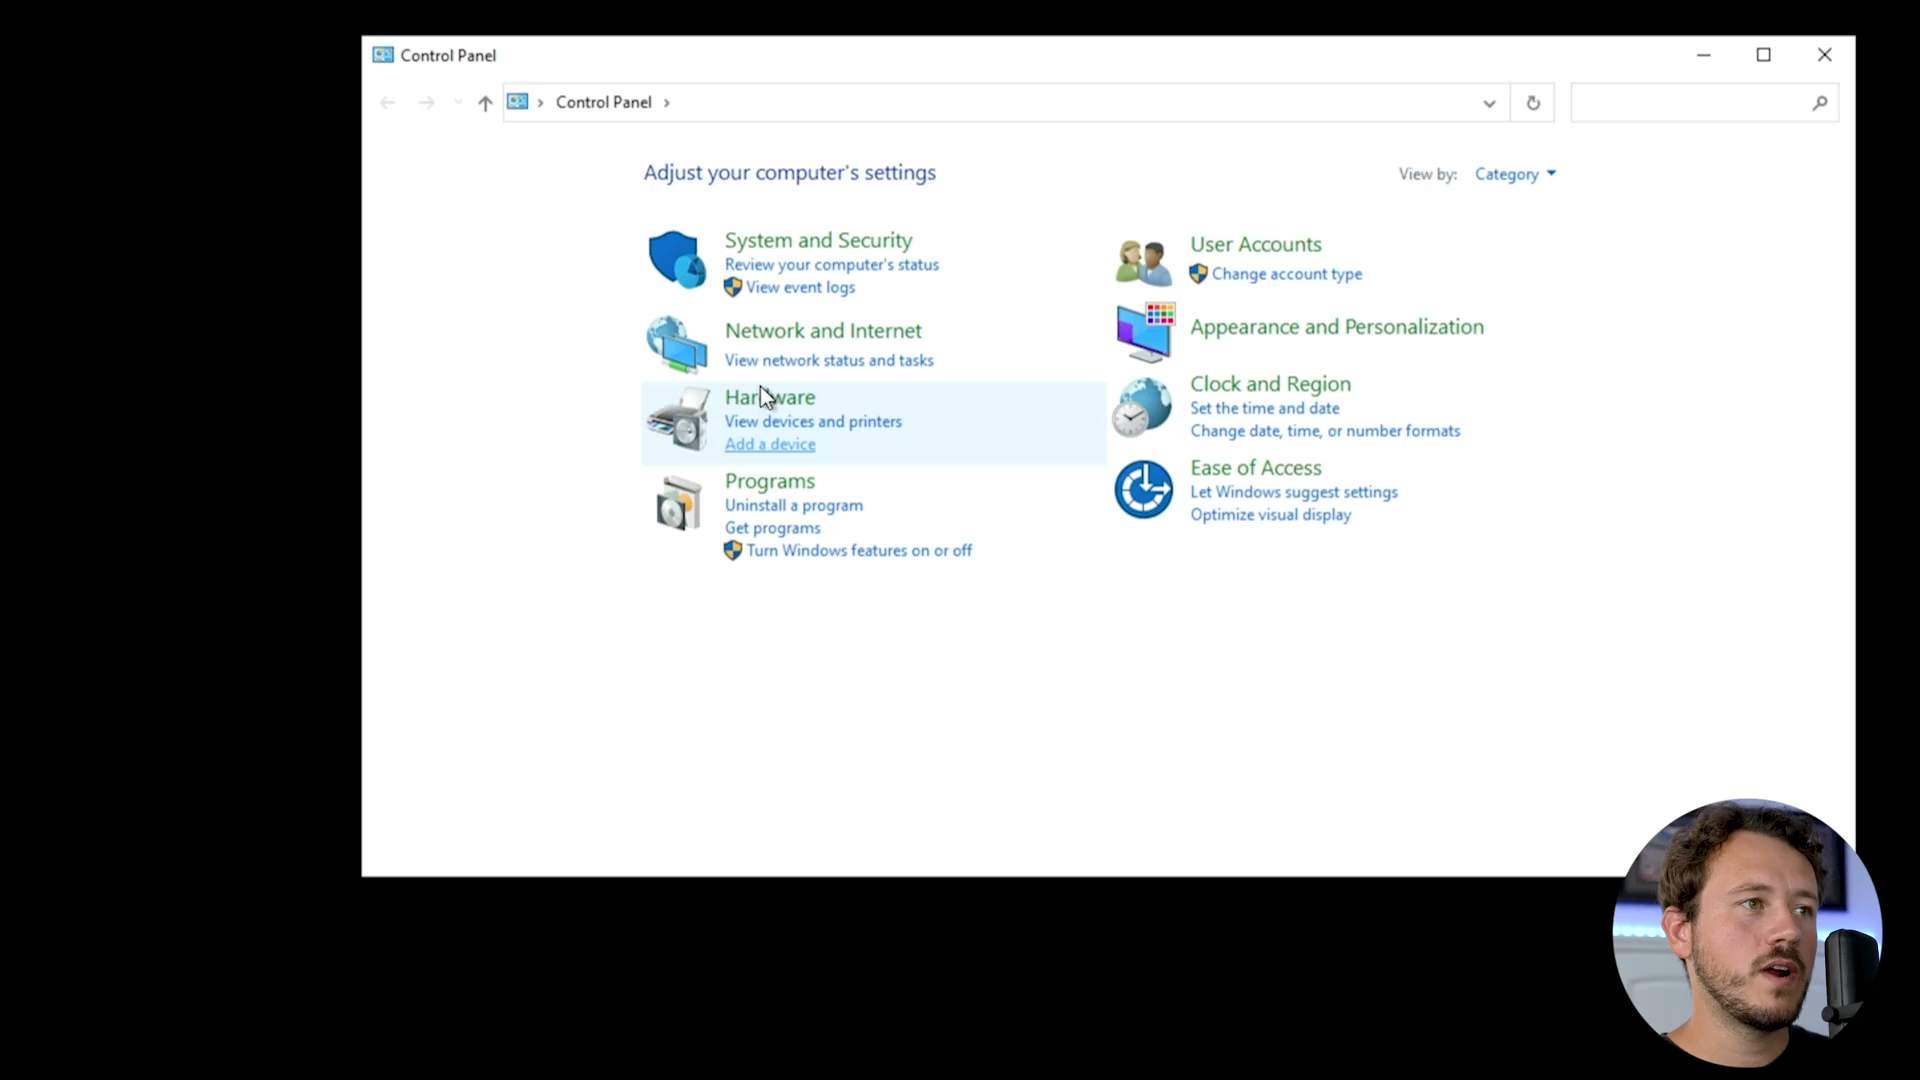 Control Panel
Control Panel
Adjust your computer's settings
View by: Category
System and Security
Review your computer's status
View event logs
Network and Internet
View network status and tasks
Hardware
View devices and printers
Add a device
Programs
Uninstall a program
Get programs
Turn Windows features on or off
User Accounts
Change account type
Appearance and Personalization
Clock and Region
Set the time and date
Change date, time, or number formats
Ease of Access
Let Windows suggest settings
Optimize visual display